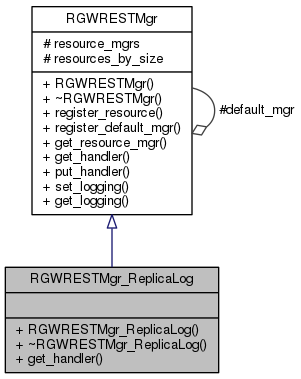 RGWRESTMgr
# resource_mgrs
# resources_by_size
+ RGWRESTMgr()
+ ~RGWRESTMgr()
+ register_resource()
+ register_default_mgr()
+ get_resource_mgr()
+ get_handler()
+ put_handler()
+ set_logging()
+ get_logging()
#default_mgr
RGWRESTMgr_ReplicaLog
+ RGWRESTMgr_ReplicaLog()
+ ~RGWRESTMgr_ReplicaLog()
+ get_handler()